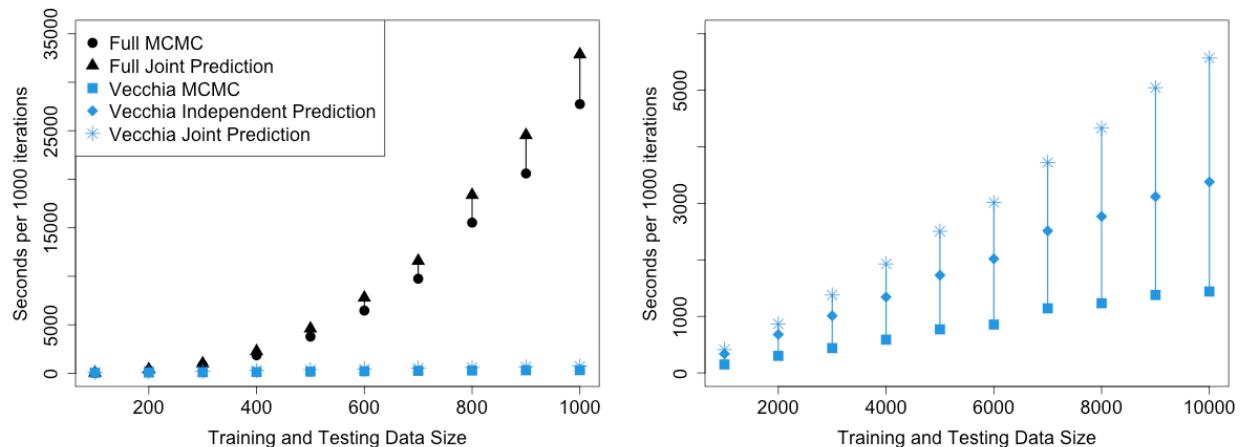 Seconds per 1000 iterations
35000
25000
15000
5000
0
Full MCMC
Full Joint Prediction
Vecchia MCMC
Vecchia Independent Prediction
Vecchia Joint Prediction
200 400 600 800 1000
Training and Testing Data Size
Seconds per 1000 iterations
5000
3000
1000
0
2000 4000 6000 8000 10000
Training and Testing Data Size